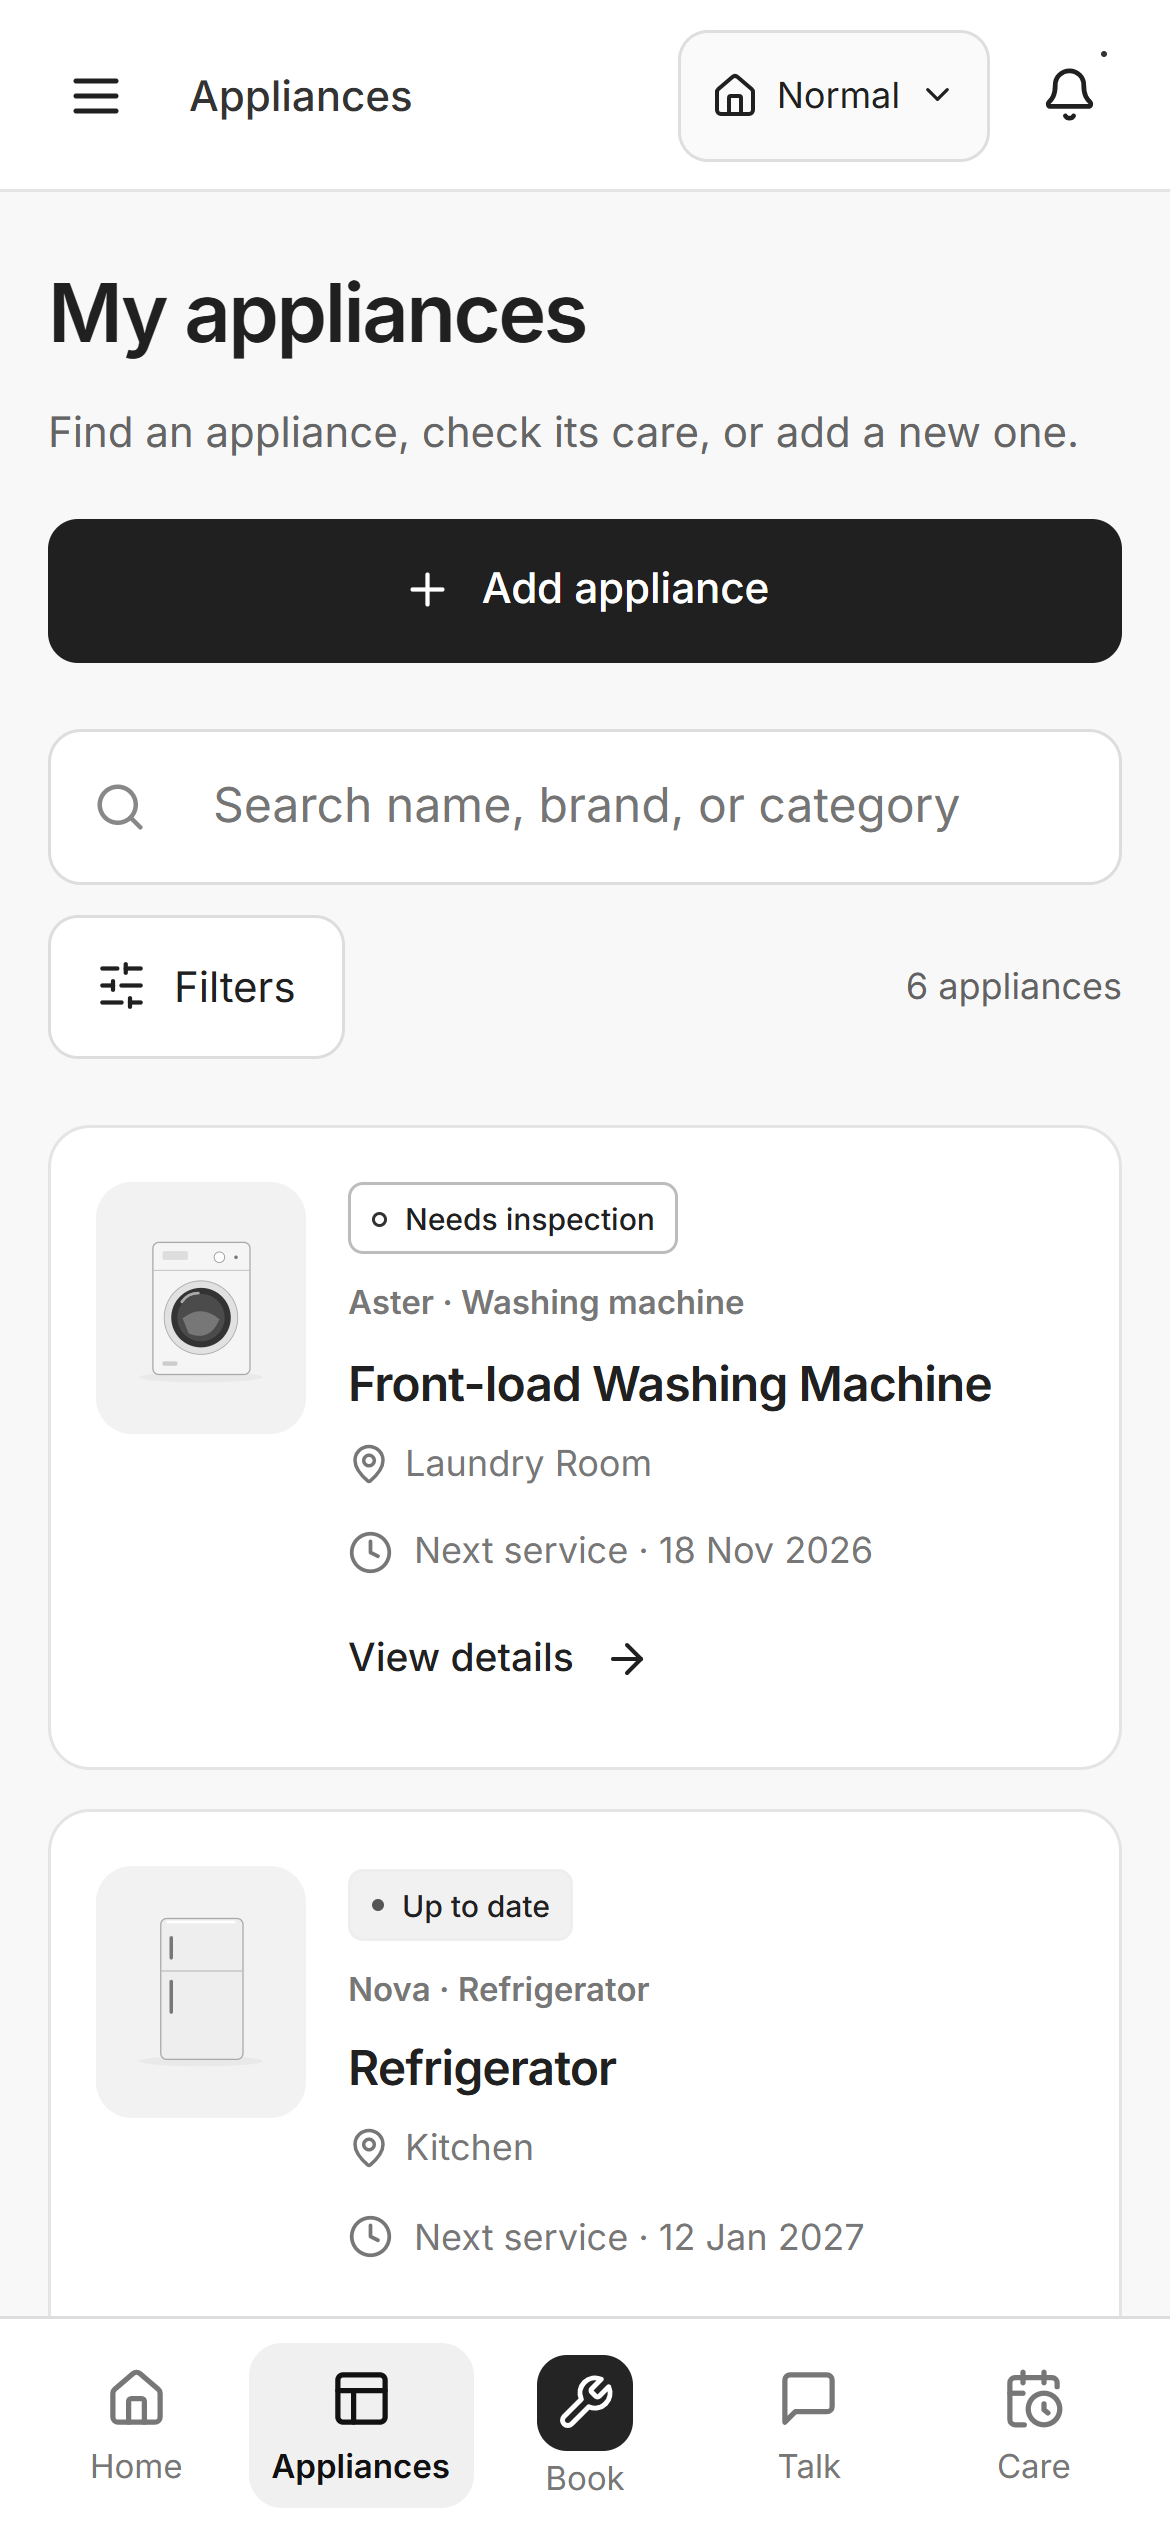 Appliances
Normal
My appliances
Find an appliance, check its care, or add a new one.
Add appliance
Search name, brand, or category
Filters
6 appliances
Needs inspection
Aster · Washing machine
Front-load Washing Machine
Laundry Room
Next service · 18 Nov 2026
View details
Up to date
Nova · Refrigerator
Refrigerator
Kitchen
Next service · 12 Jan 2027
Home
Appliances
Book
Talk
Care